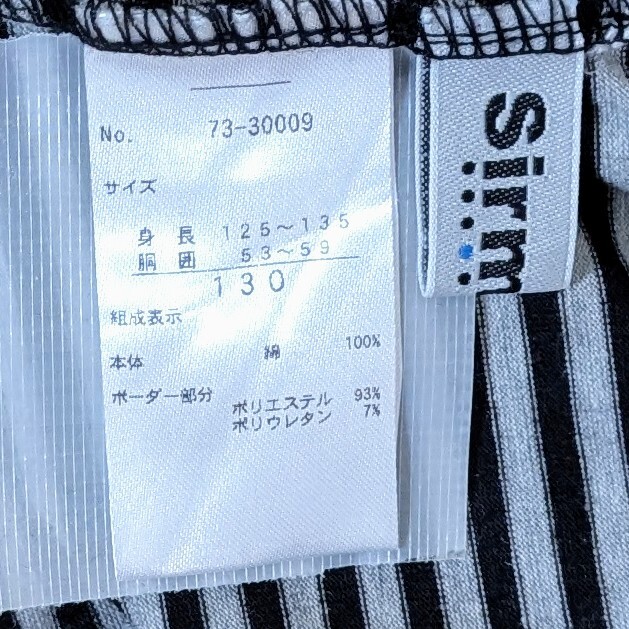 No. 73-30009
サイズ
身長 125~135
胴囲 53~59
130
組成表示
本体 綿 100%
ボーダー部分
ポリエステル 93%
ポリウレタン 7%